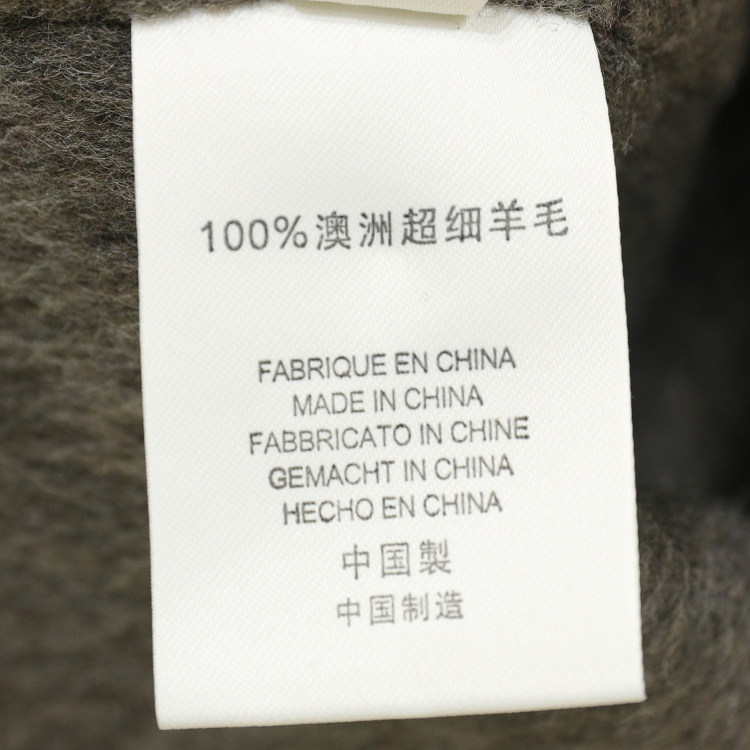 100%澳洲超细羊毛
FABRIQUE EN CHINA
MADE IN CHINA
FABBRICATO IN CHINE
GEMACHT IN CHINA
HECHO EN CHINA
中国製
中国制造